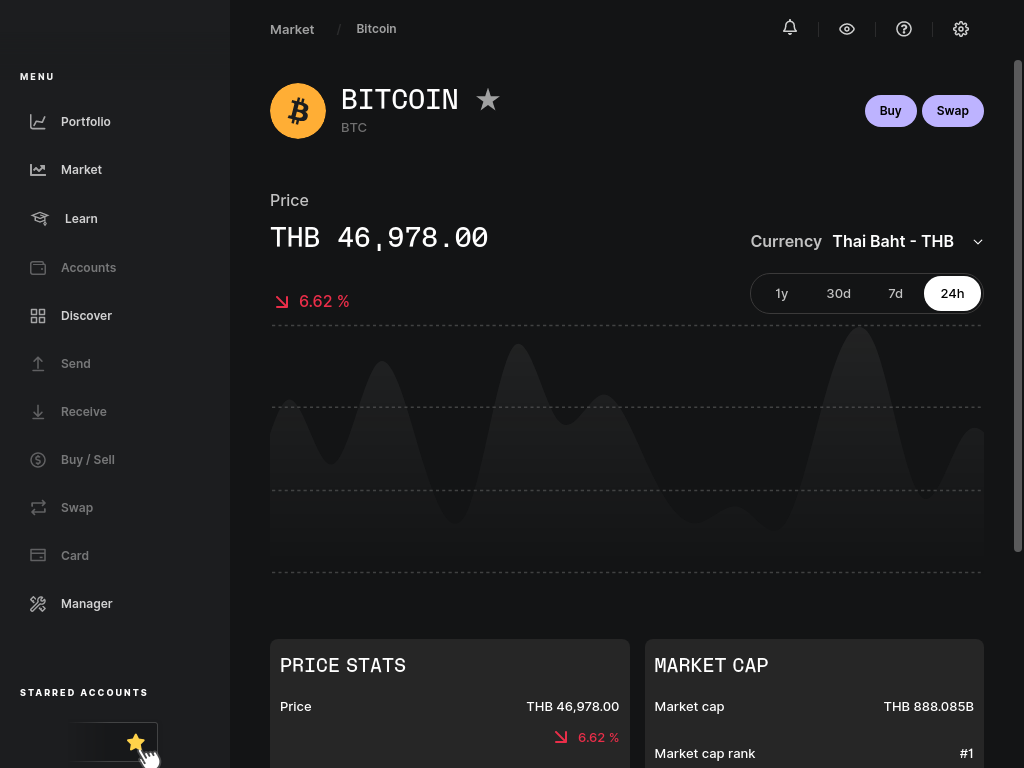 Market / Bitcoin
MENU
Portfolio
Market
Learn
Accounts
Discover
Send
Receive
Buy / Sell
Swap
Card
Manager
STARRED ACCOUNTS
BITCOIN
BTC
Buy
Swap
Price
THB 46,978.00
Currency Thai Baht - THB
6.62 %
1y 30d 7d 24h
PRICE STATS
Price THB 46,978.00
6.62 %
MARKET CAP
Market cap THB 888.085B
Market cap rank #1